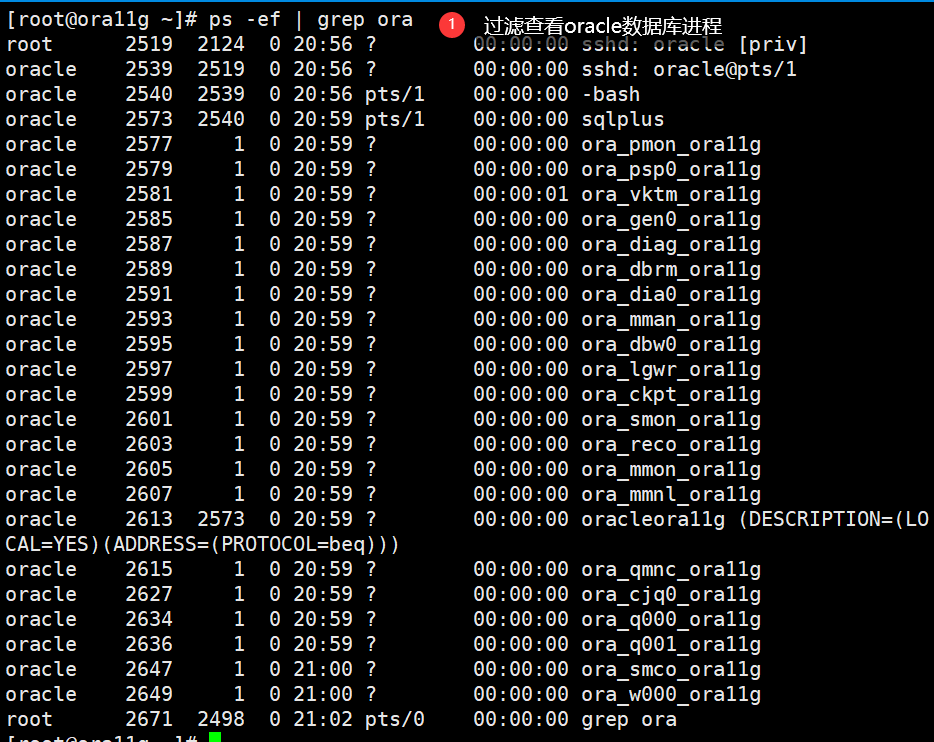 [root@ora11g ~]# ps -ef | grep ora 1 过滤查看oracle数据库进程
root 2519 2124 0 20:56 ? 00:00:00 sshd: oracle [priv]
oracle 2539 2519 0 20:56 ? 00:00:00 sshd: oracle@pts/1
oracle 2540 2539 0 20:56 pts/1 00:00:00 -bash
oracle 2573 2540 0 20:59 pts/1 00:00:00 sqlplus
oracle 2577 1 0 20:59 ? 00:00:00 ora_pmon_ora11g
oracle 2579 1 0 20:59 ? 00:00:00 ora_psp0_ora11g
oracle 2581 1 0 20:59 ? 00:00:01 ora_vktm_ora11g
oracle 2585 1 0 20:59 ? 00:00:00 ora_gen0_ora11g
oracle 2587 1 0 20:59 ? 00:00:00 ora_diag_ora11g
oracle 2589 1 0 20:59 ? 00:00:00 ora_dbrm_ora11g
oracle 2591 1 0 20:59 ? 00:00:00 ora_dia0_ora11g
oracle 2593 1 0 20:59 ? 00:00:00 ora_mman_ora11g
oracle 2595 1 0 20:59 ? 00:00:00 ora_dbw0_ora11g
oracle 2597 1 0 20:59 ? 00:00:00 ora_lgwr_ora11g
oracle 2599 1 0 20:59 ? 00:00:00 ora_ckpt_ora11g
oracle 2601 1 0 20:59 ? 00:00:00 ora_smon_ora11g
oracle 2603 1 0 20:59 ? 00:00:00 ora_reco_ora11g
oracle 2605 1 0 20:59 ? 00:00:00 ora_mmon_ora11g
oracle 2607 1 0 20:59 ? 00:00:00 ora_mmnl_ora11g
oracle 2613 2573 0 20:59 ? 00:00:00 oracleora11g (DESCRIPTION=(LO
CAL=YES)(ADDRESS=(PROTOCOL=beq)))
oracle 2615 1 0 20:59 ? 00:00:00 ora_qmnc_ora11g
oracle 2627 1 0 20:59 ? 00:00:00 ora_cjq0_ora11g
oracle 2634 1 0 20:59 ? 00:00:00 ora_q000_ora11g
oracle 2636 1 0 20:59 ? 00:00:00 ora_q001_ora11g
oracle 2647 1 0 21:00 ? 00:00:00 ora_smco_ora11g
oracle 2649 1 0 21:00 ? 00:00:00 ora_w000_ora11g
root 2671 2498 0 21:02 pts/0 00:00:00 grep ora
[root@ora11g ~]#